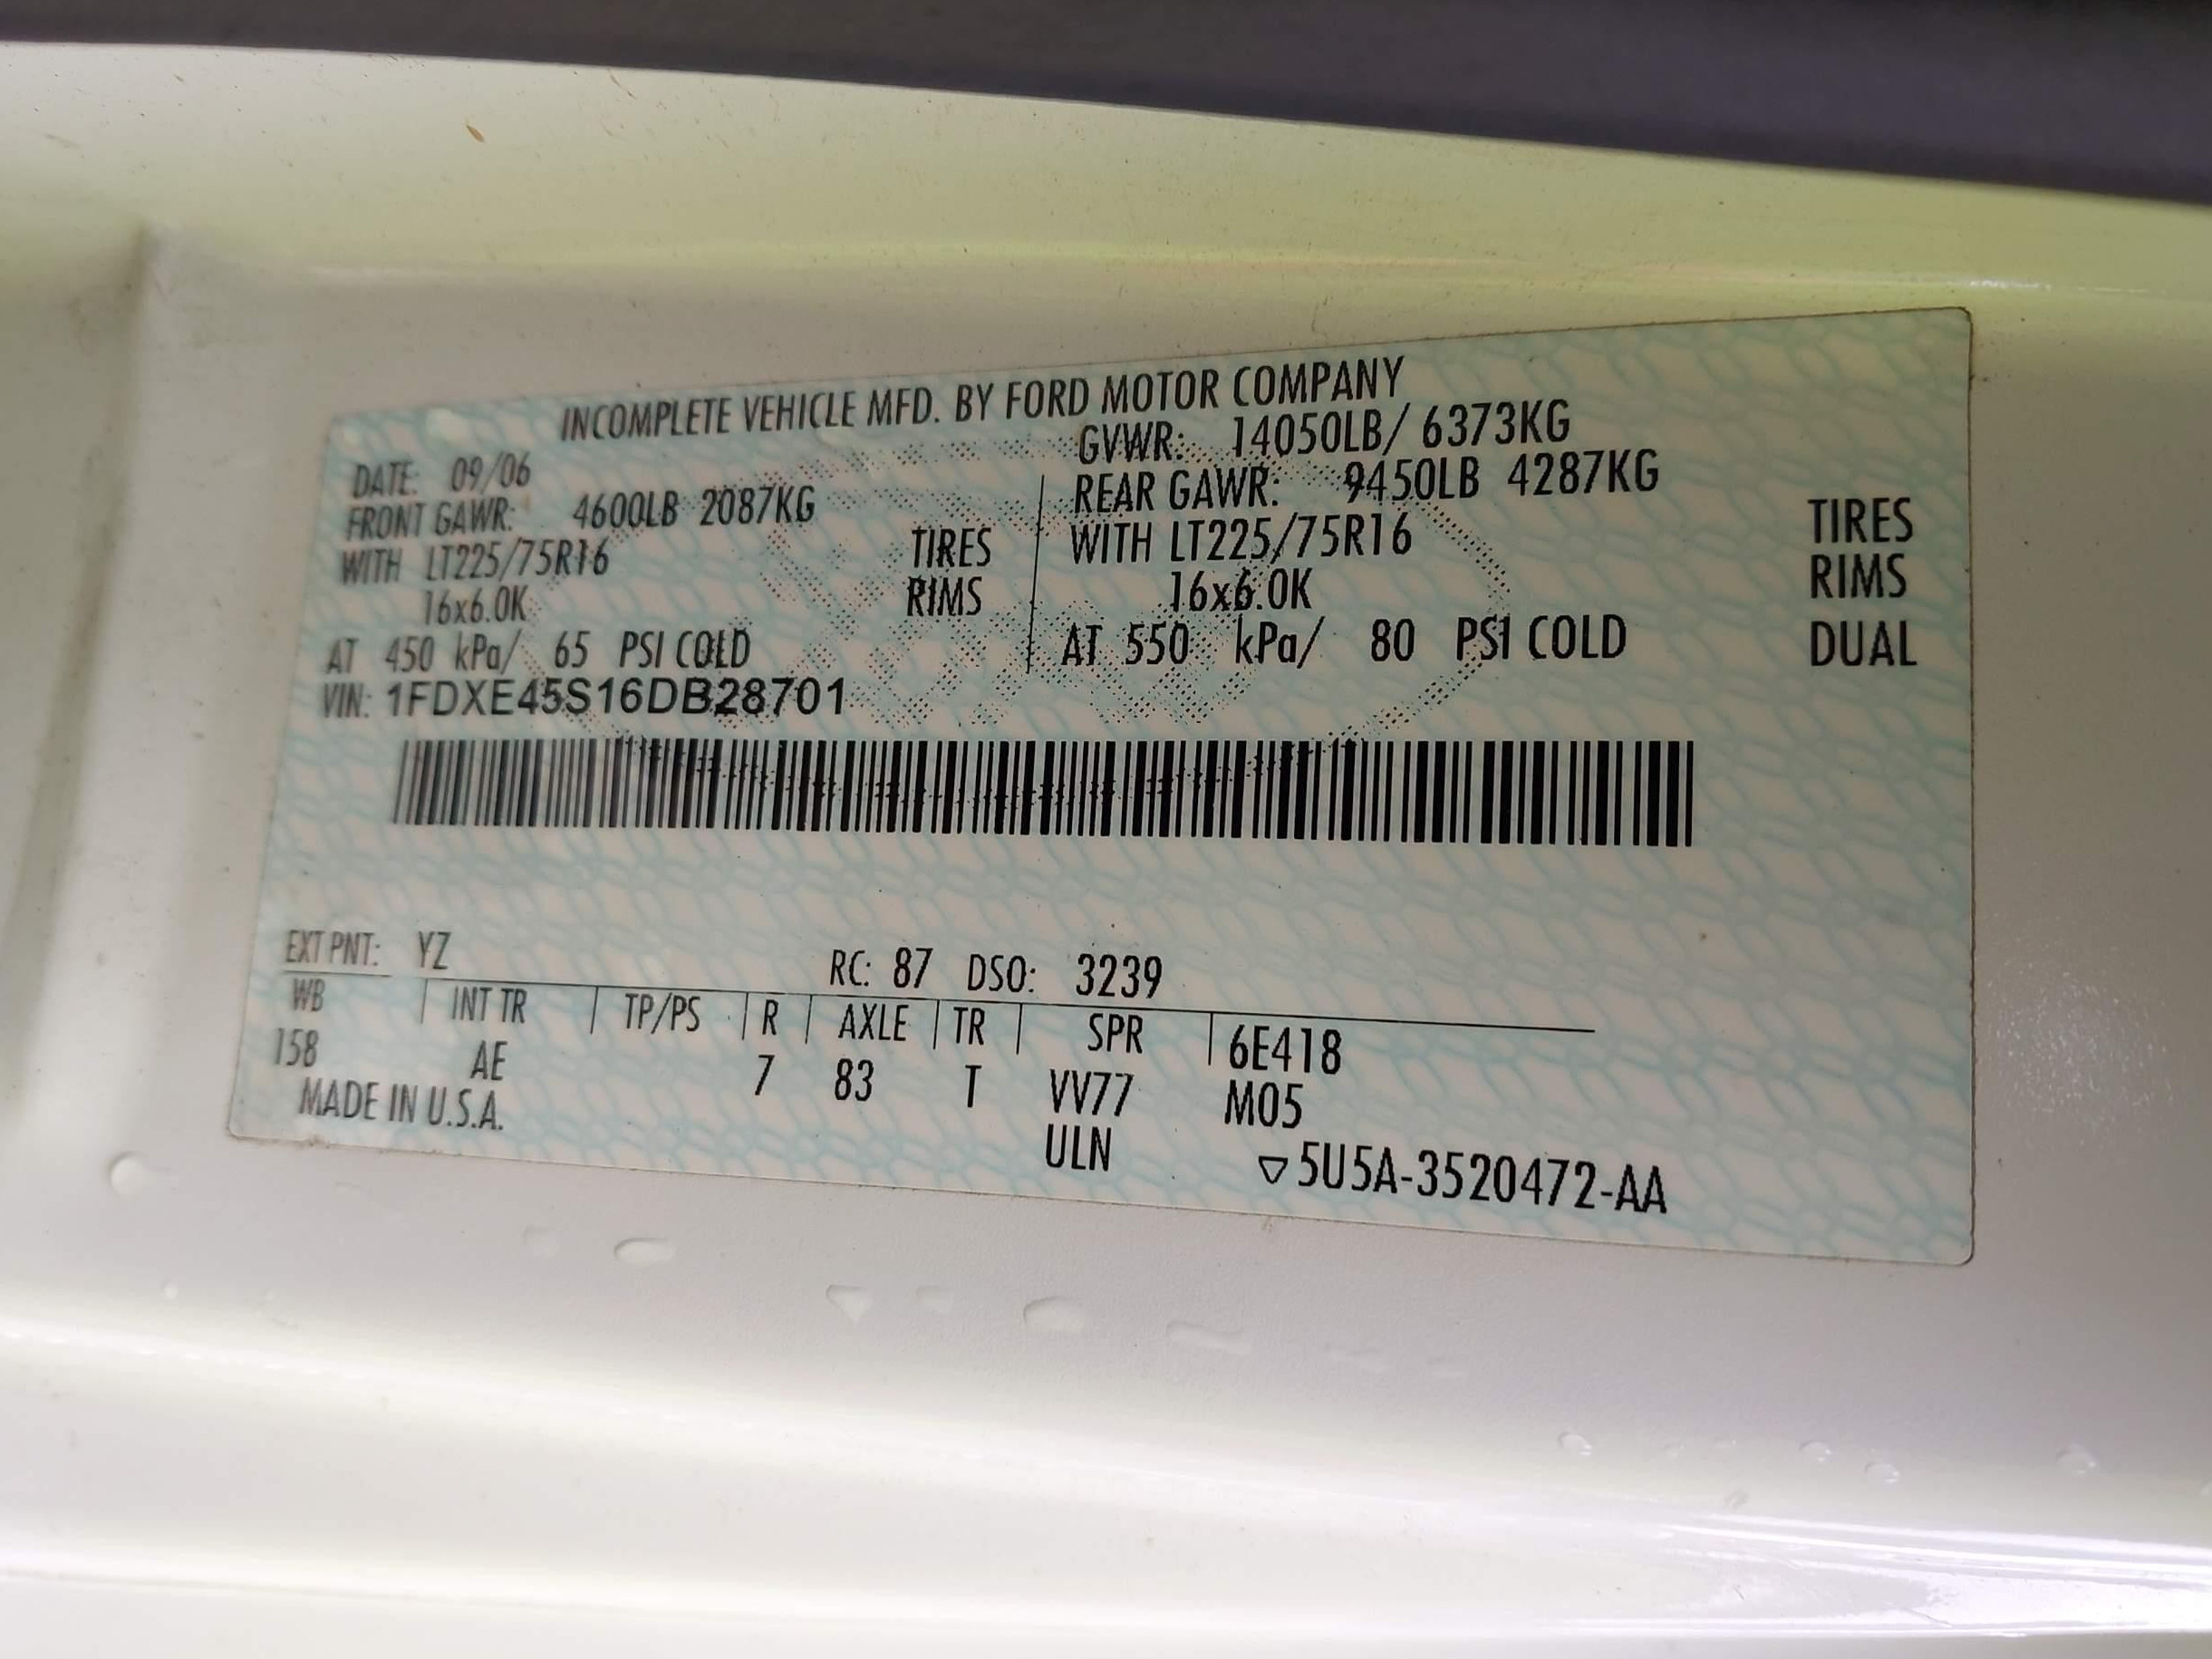 INCOMPLETE VEHICLE MFD. BY FORD MOTOR COMPANY
DATE: 09/06 GVWR: 14050LB/ 6373KG
FRONT GAWR: 4600LB 2087KG REAR GAWR: 9450LB 4287KG
WITH LT225/75R16 TIRES WITH LT225/75R16 TIRES
16x6.0K RIMS 16x6.0K RIMS
AT 450 kPa/ 65 PSI COLD AT 550 kPa/ 80 PSI COLD DUAL
VIN: 1FDXE45S16DB28701
EXT PNT: YZ RC: 87 DSO: 3239
WB INT TR TP/PS R AXLE TR SPR 6E418
158 AE 7 83 T VV77 M05
MADE IN U.S.A. ULN ▽5U5A-3520472-AA